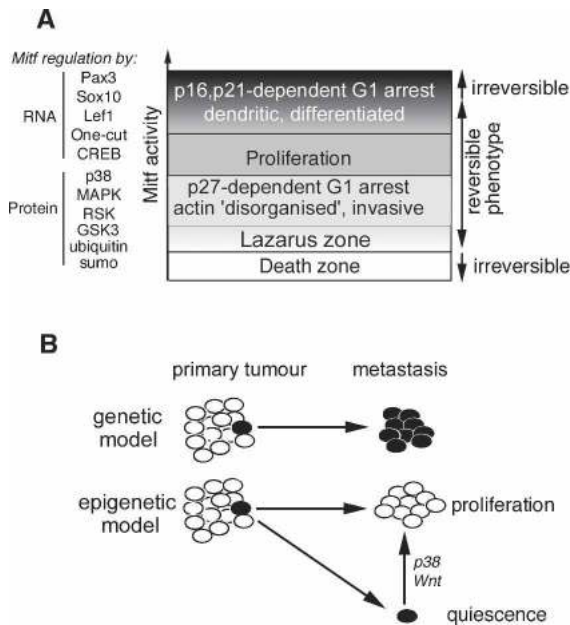 A
Mitf regulation by:
RNA
Pax3
Sox10
Lef1
One-cut
CREB
Protein
p38
MAPK
RSK
GSK3
ubiquitin
sumo
Mitf activity
p16,p21-dependent G1 arrest
dendritic, differentiated
Proliferation
p27-dependent G1 arrest
actin 'disorganised', invasive
Lazarus zone
Death zone
irreversible
reversible
phenotype
irreversible
B
primary tumour
metastasis
genetic
model
epigenetic
model
proliferation
p38
Wnt
quiescence